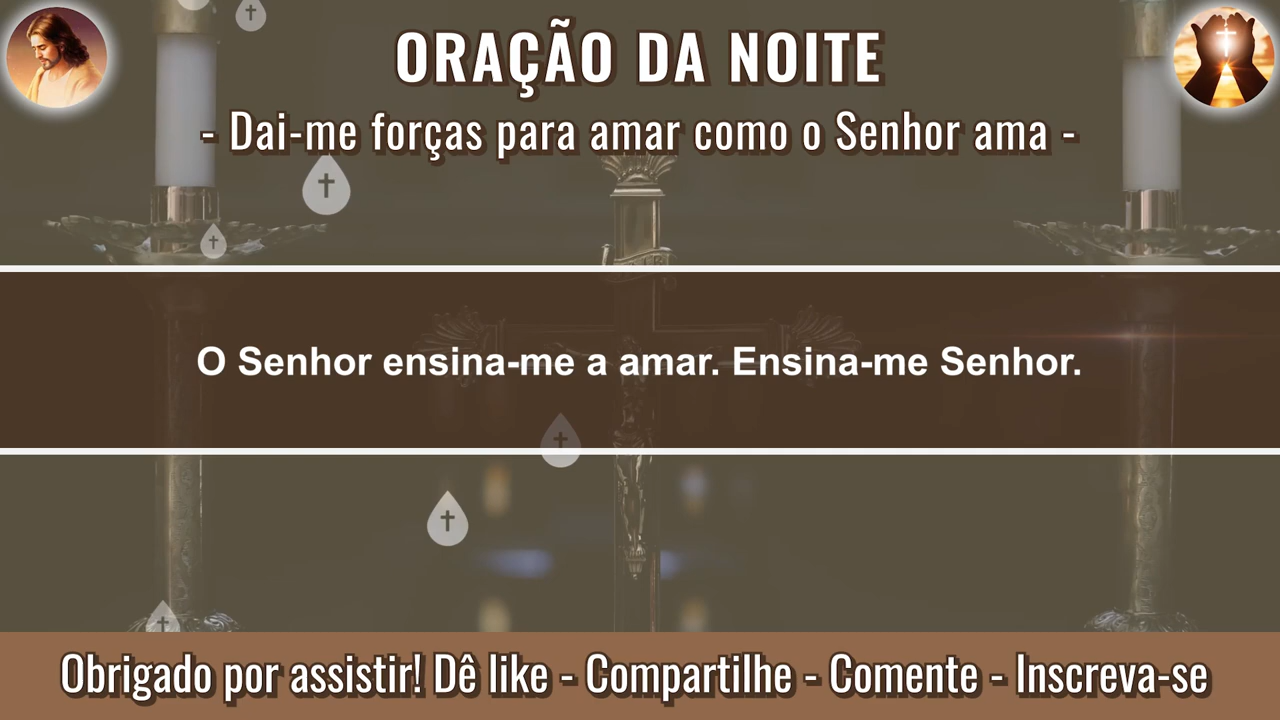 ORAÇÃO DA NOITE
- Dai-me forças para amar como o Senhor ama -
O Senhor ensina-me a amar. Ensina-me Senhor.
Obrigado por assistir! Dê like - Compartilhe - Comente - Inscreva-se